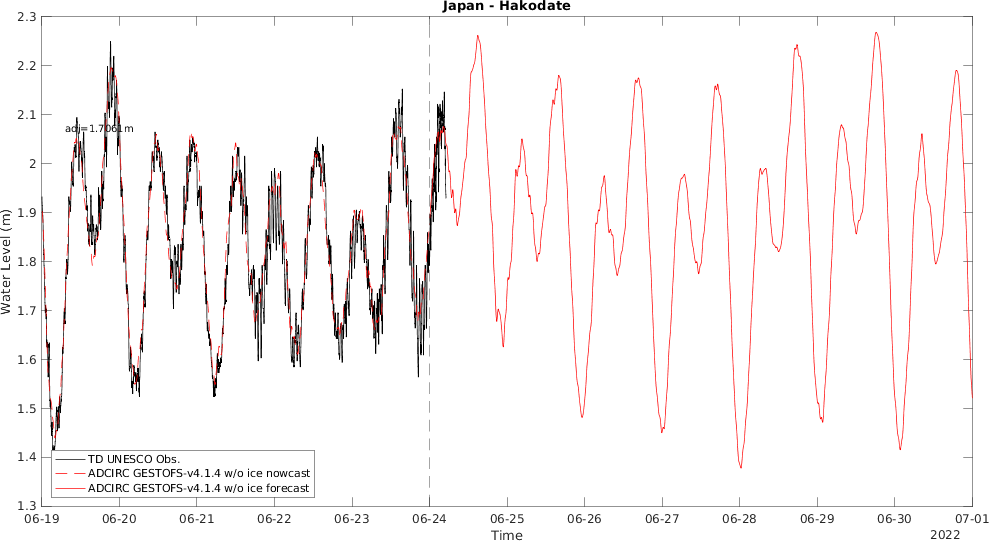 Japan - Hakodate
2.3
2.2
2.1
2
1.9
1.8
1.7
1.6
1.5
1.4
1.3
Water Level (m)
adj=1.7061m
TD UNESCO Obs.
ADCIRC GESTOFS-v4.1.4 w/o ice nowcast
ADCIRC GESTOFS-v4.1.4 w/o ice forecast
06-19 06-20 06-21 06-22 06-23 06-24 06-25 06-26 06-27 06-28 06-29 06-30 07-01
Time
2022